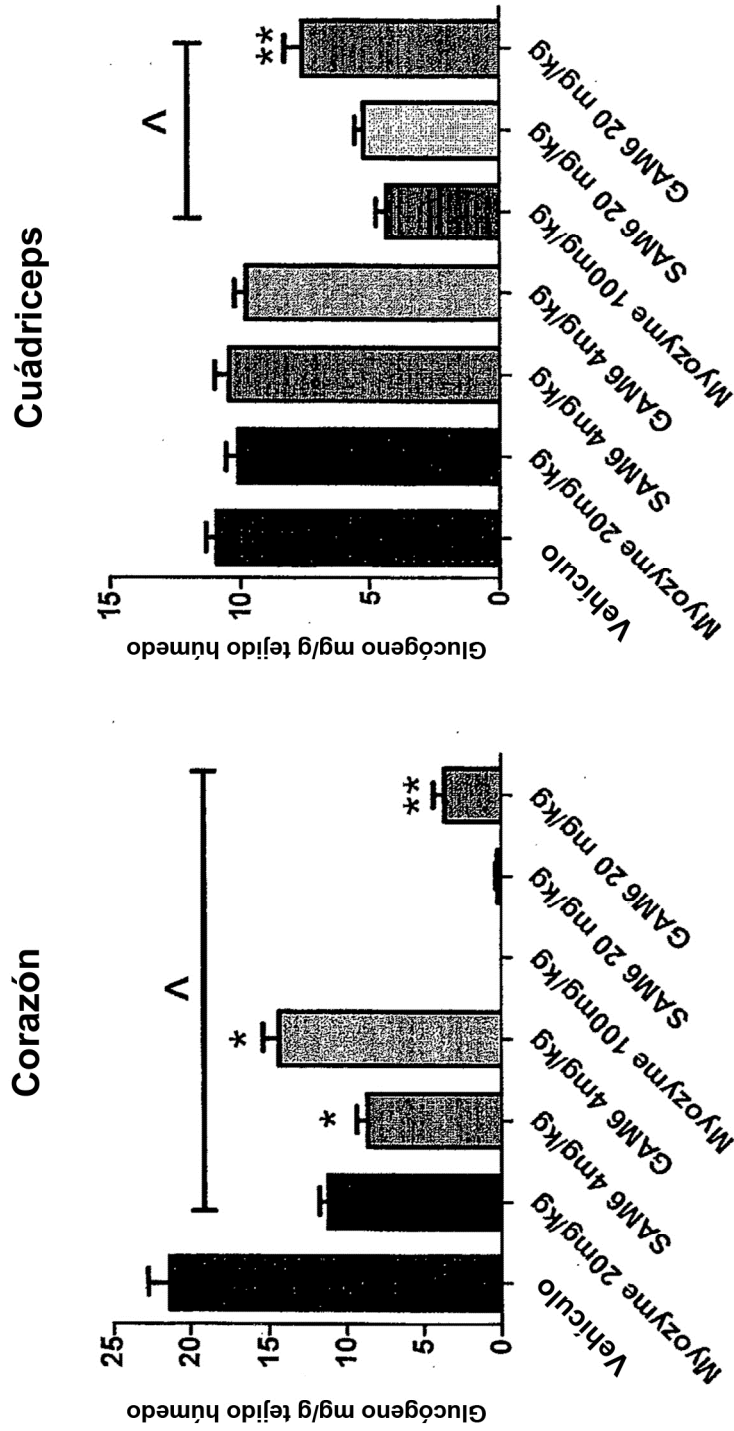 Corazón
Glucógeno mg/g tejido húmedo
25
20
15
10
5
0
*
*
**
<
Vehículo
Myozyme 20mg/kg
SAM6 4mg/kg
GAM6 4mg/kg
Myozyme 100mg/kg
SAM6 20 mg/kg
GAM6 20 mg/kg
Cuádriceps
Glucógeno mg/g tejido húmedo
15
10
5
0
**
<
Vehículo
Myozyme 20mg/kg
SAM6 4mg/kg
GAM6 4mg/kg
Myozyme 100mg/kg
SAM6 20 mg/kg
GAM6 20 mg/kg